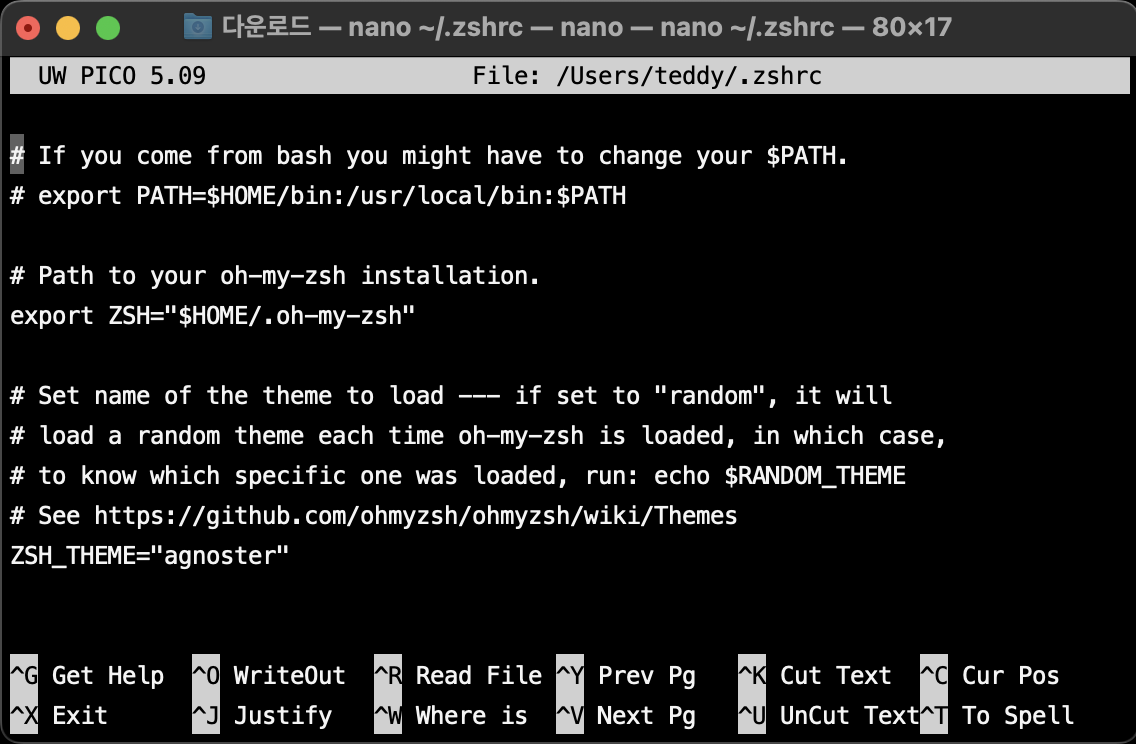 다운로드 — nano ~/.zshrc — nano — nano ~/.zshrc — 80×17
UW PICO 5.09 File: /Users/teddy/.zshrc
# If you come from bash you might have to change your $PATH.
# export PATH=$HOME/bin:/usr/local/bin:$PATH
# Path to your oh-my-zsh installation.
export ZSH="$HOME/.oh-my-zsh"
# Set name of the theme to load --- if set to "random", it will
# load a random theme each time oh-my-zsh is loaded, in which case,
# to know which specific one was loaded, run: echo $RANDOM_THEME
# See https://github.com/ohmyzsh/ohmyzsh/wiki/Themes
ZSH_THEME="agnoster"
^G Get Help ^O WriteOut ^R Read File ^Y Prev Pg ^K Cut Text ^C Cur Pos
^X Exit ^J Justify ^W Where is ^V Next Pg ^U UnCut Text^T To Spell